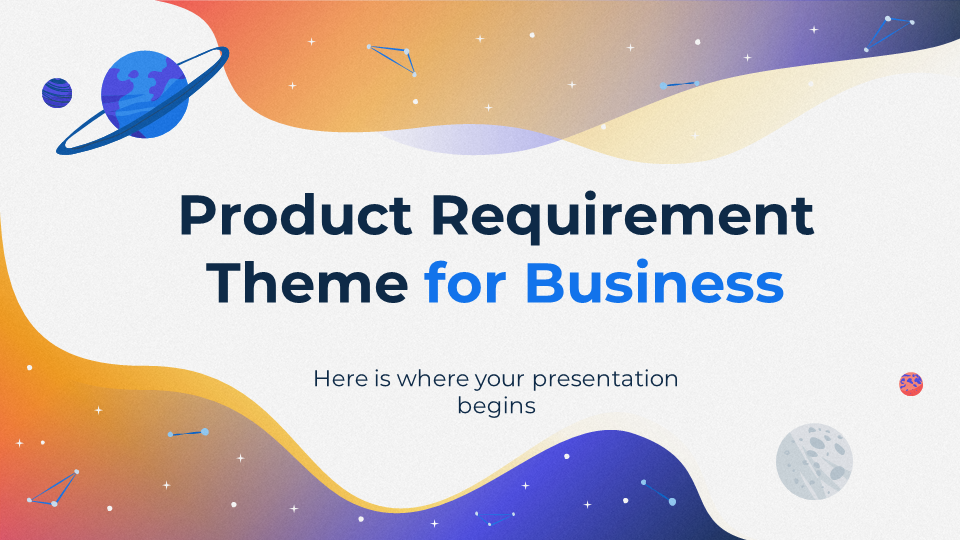 Product Requirement
Theme for Business
Here is where your presentation
begins